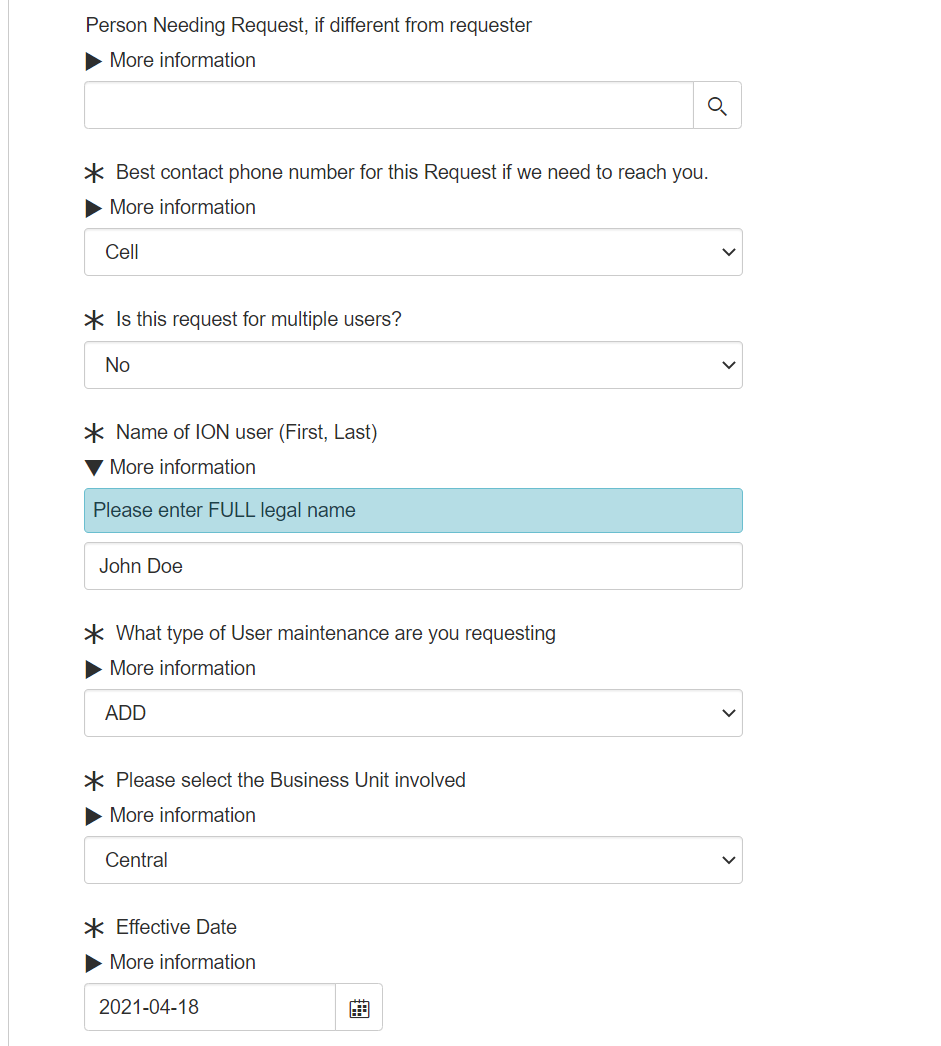 Person Needing Request, if different from requester
More information
Best contact phone number for this Request if we need to reach you.
More information
Cell
Is this request for multiple users?
No
Name of ION user (First, Last)
More information
Please enter FULL legal name
John Doe
What type of User maintenance are you requesting
More information
ADD
Please select the Business Unit involved
More information
Central
Effective Date
More information
2021-04-18